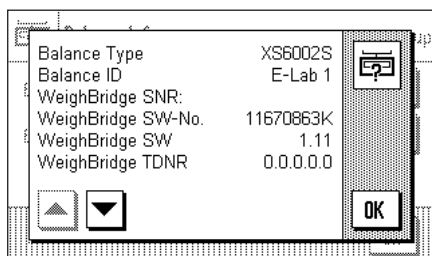 Balance Type XS6002S
Balance ID E-Lab 1
WeighBridge SNR:
WeighBridge SW-No. 11670863K
WeighBridge SW 1.11
WeighBridge TDNR 0.0.0.0.0
?
OK